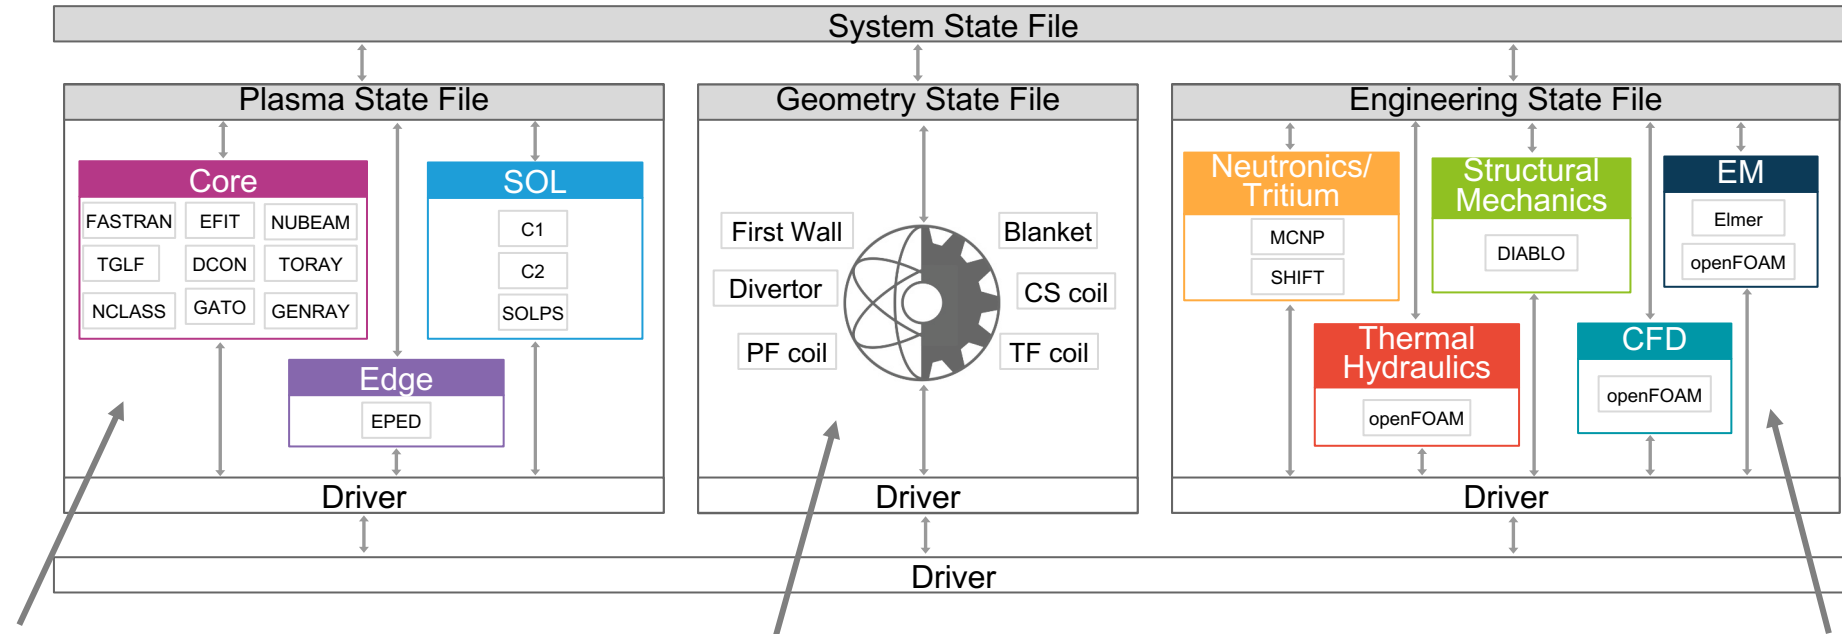 System State File
Plasma State File
Core
FASTRAN
EFIT
NUBEAM
TGLF
DCON
TORAY
NCLASS
GATO
GENRAY
SOL
C1
C2
SOLPS
Edge
EPED
Driver
Geometry State File
First Wall
Blanket
Divertor
CS coil
PF coil
TF coil
Driver
Engineering State File
Neutronics/
Tritium
MCNP
SHIFT
Structural
Mechanics
DIABLO
EM
Elmer
openFOAM
Thermal
Hydraulics
openFOAM
CFD
openFOAM
Driver
Driver